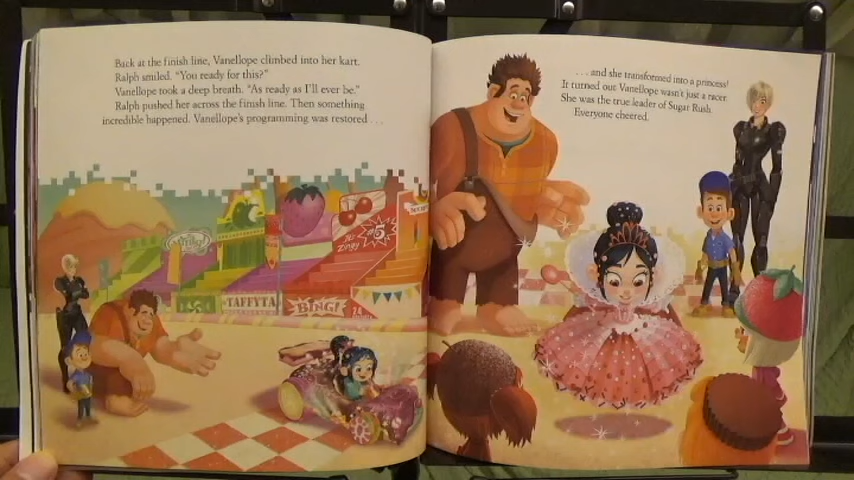 Back at the finish line, Vanellope climbed into her kart.
Ralph smiled. "You ready for this?"
Vanellope took a deep breath. "As ready as I'll ever be."
Ralph pushed her across the finish line. Then something
incredible happened. Vanellope's programming was restored . . .
TAFFYTA
BING!
#5
Zingy
. . . and she transformed into a princess!
It turned out Vanellope wasn't just a racer.
She was the true leader of Sugar Rush.
Everyone cheered.